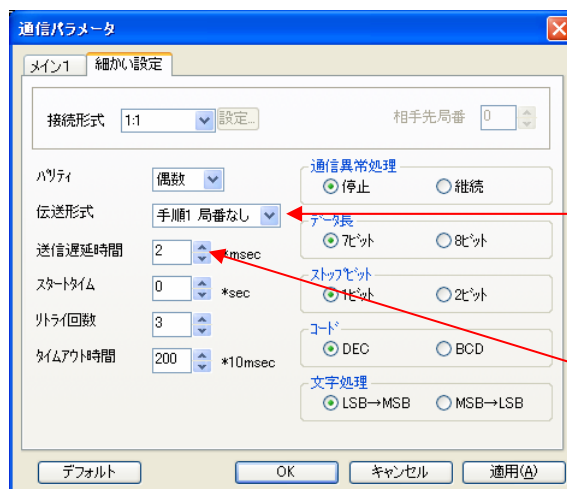 通信パラメータ
メイン1 細かい設定
接続形式 1:1 設定... 相手先局番 0
パリティ 偶数
伝送形式 手順1 局番なし
送信遅延時間 2 *msec
スタートタイム 0 *sec
リトライ回数 3
タイムアウト時間 200 *10msec
通信異常処理
停止 継続
データ長
7ビット 8ビット
ストップビット
1ビット 2ビット
コード
DEC BCD
文字処理
LSB→MSB MSB→LSB
デフォルト OK キャンセル 適用(A)